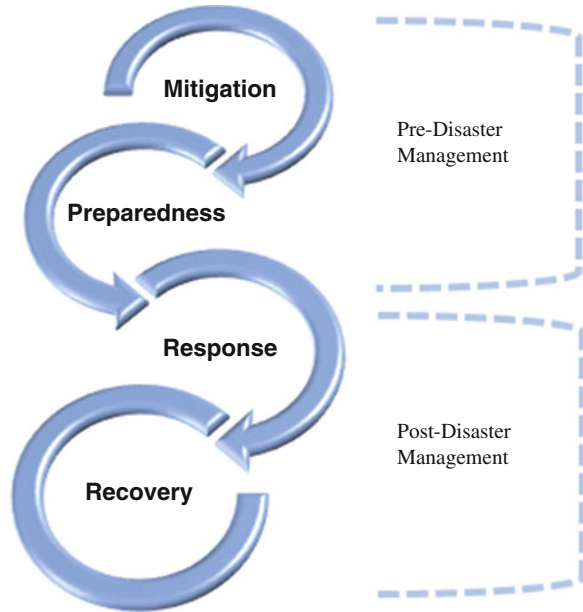 Mitigation
Pre-Disaster
Management
Preparedness
Response
Post-Disaster
Management
Recovery